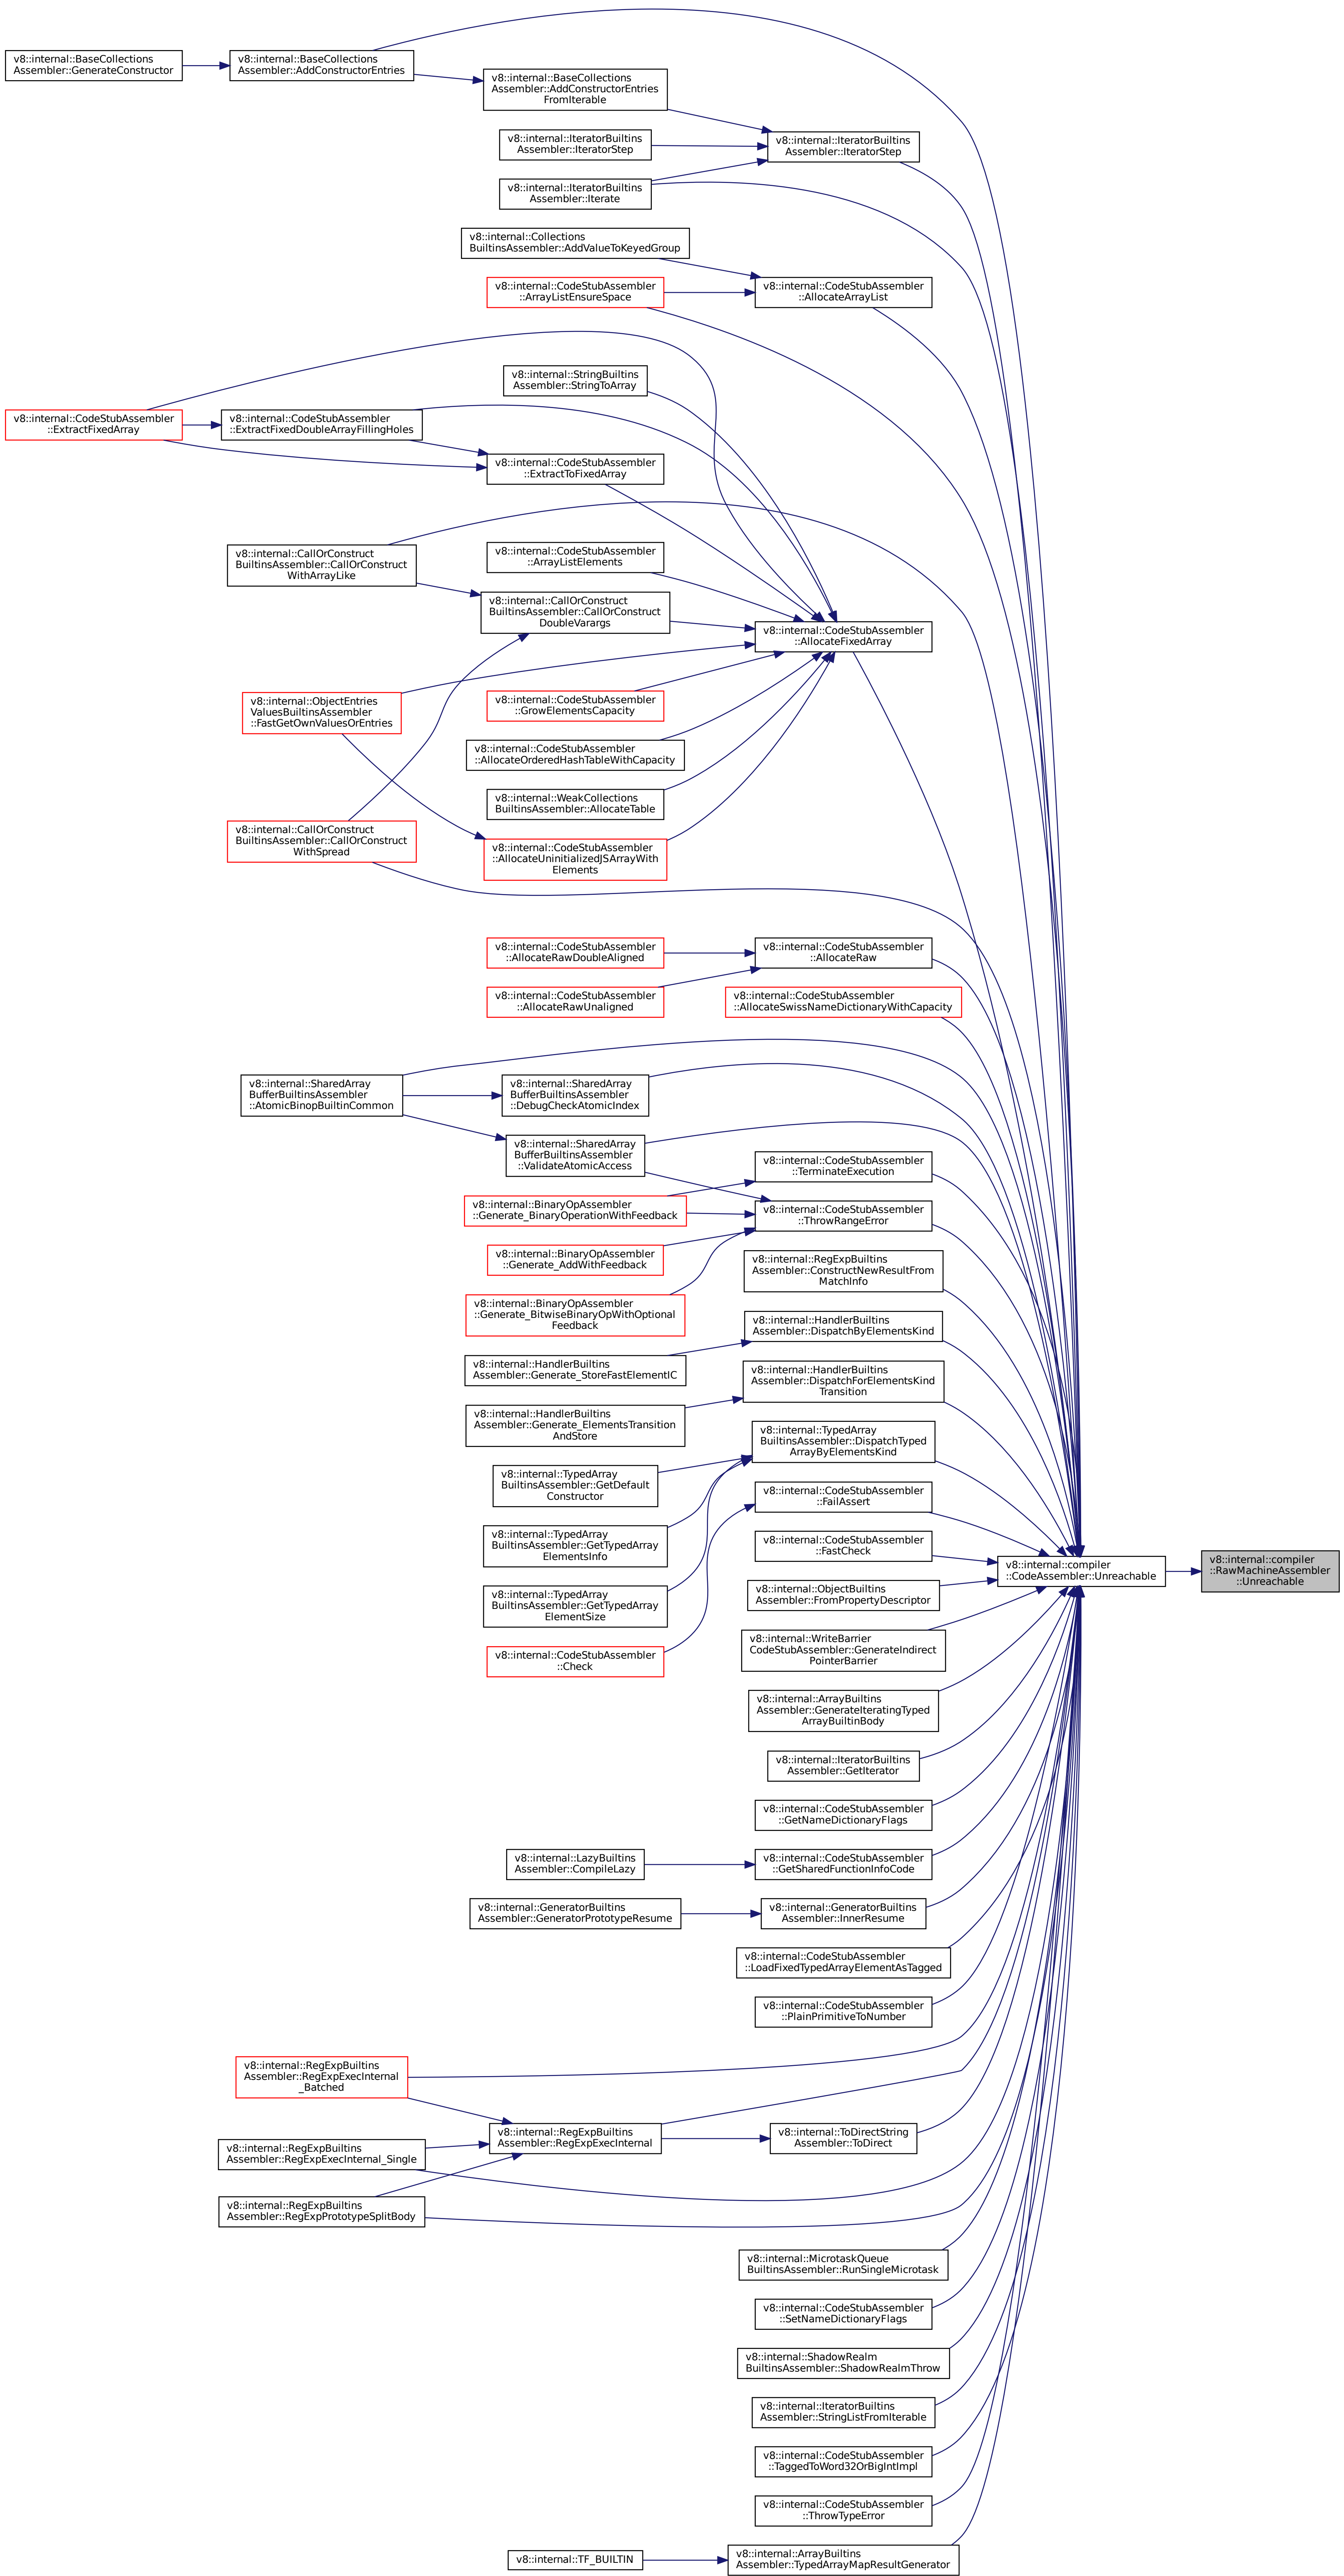 v8::internal::BaseCollections
Assembler::GenerateConstructor
v8::internal::BaseCollections
Assembler::AddConstructorEntries
v8::internal::BaseCollections
Assembler::AddConstructorEntries
FromIterable
v8::internal::IteratorBuiltins
Assembler::IteratorStep
v8::internal::IteratorBuiltins
Assembler::IteratorStep
v8::internal::IteratorBuiltins
Assembler::Iterate
v8::internal::Collections
BuiltinsAssembler::AddValueToKeyedGroup
v8::internal::CodeStubAssembler
::ArrayListEnsureSpace
v8::internal::CodeStubAssembler
::AllocateArrayList
v8::internal::StringBuiltins
Assembler::StringToArray
v8::internal::CodeStubAssembler
::ExtractFixedArray
v8::internal::CodeStubAssembler
::ExtractFixedDoubleArrayFillingHoles
v8::internal::CodeStubAssembler
::ExtractToFixedArray
v8::internal::CallOrConstruct
BuiltinsAssembler::CallOrConstruct
WithArrayLike
v8::internal::CodeStubAssembler
::ArrayListElements
v8::internal::CallOrConstruct
BuiltinsAssembler::CallOrConstruct
DoubleVarargs
v8::internal::CodeStubAssembler
::AllocateFixedArray
v8::internal::ObjectEntries
ValuesBuiltinsAssembler
::FastGetOwnValuesOrEntries
v8::internal::CodeStubAssembler
::GrowElementsCapacity
v8::internal::CodeStubAssembler
::AllocateOrderedHashTableWithCapacity
v8::internal::WeakCollections
BuiltinsAssembler::AllocateTable
v8::internal::CallOrConstruct
BuiltinsAssembler::CallOrConstruct
WithSpread
v8::internal::CodeStubAssembler
::AllocateUninitializedJSArrayWith
Elements
v8::internal::CodeStubAssembler
::AllocateRawDoubleAligned
v8::internal::CodeStubAssembler
::AllocateRaw
v8::internal::CodeStubAssembler
::AllocateRawUnaligned
v8::internal::CodeStubAssembler
::AllocateSwissNameDictionaryWithCapacity
v8::internal::SharedArray
BufferBuiltinsAssembler
::AtomicBinopBuiltinCommon
v8::internal::SharedArray
BufferBuiltinsAssembler
::DebugCheckAtomicIndex
v8::internal::SharedArray
BufferBuiltinsAssembler
::ValidateAtomicAccess
v8::internal::CodeStubAssembler
::TerminateExecution
v8::internal::BinaryOpAssembler
::Generate_BinaryOperationWithFeedback
v8::internal::CodeStubAssembler
::ThrowRangeError
v8::internal::BinaryOpAssembler
::Generate_AddWithFeedback
v8::internal::RegExpBuiltins
Assembler::ConstructNewResultFrom
MatchInfo
v8::internal::BinaryOpAssembler
::Generate_BitwiseBinaryOpWithOptional
Feedback
v8::internal::HandlerBuiltins
Assembler::DispatchByElementsKind
v8::internal::HandlerBuiltins
Assembler::Generate_StoreFastElementIC
v8::internal::HandlerBuiltins
Assembler::DispatchForElementsKind
Transition
v8::internal::HandlerBuiltins
Assembler::Generate_ElementsTransition
AndStore
v8::internal::TypedArray
BuiltinsAssembler::DispatchTyped
ArrayByElementsKind
v8::internal::TypedArray
BuiltinsAssembler::GetDefault
Constructor
v8::internal::CodeStubAssembler
::FailAssert
v8::internal::TypedArray
BuiltinsAssembler::GetTypedArray
ElementsInfo
v8::internal::CodeStubAssembler
::FastCheck
v8::internal::compiler
::CodeAssembler::Unreachable
v8::internal::compiler
::RawMachineAssembler
::Unreachable
v8::internal::TypedArray
BuiltinsAssembler::GetTypedArray
ElementSize
v8::internal::ObjectBuiltins
Assembler::FromPropertyDescriptor
v8::internal::CodeStubAssembler
::Check
v8::internal::WriteBarrier
CodeStubAssembler::GenerateIndirect
PointerBarrier
v8::internal::ArrayBuiltins
Assembler::GenerateIteratingTyped
ArrayBuiltinBody
v8::internal::IteratorBuiltins
Assembler::GetIterator
v8::internal::CodeStubAssembler
::GetNameDictionaryFlags
v8::internal::LazyBuiltins
Assembler::CompileLazy
v8::internal::CodeStubAssembler
::GetSharedFunctionInfoCode
v8::internal::GeneratorBuiltins
Assembler::GeneratorPrototypeResume
v8::internal::GeneratorBuiltins
Assembler::InnerResume
v8::internal::CodeStubAssembler
::LoadFixedTypedArrayElementAsTagged
v8::internal::CodeStubAssembler
::PlainPrimitiveToNumber
v8::internal::RegExpBuiltins
Assembler::RegExpExecInternal
_Batched
v8::internal::RegExpBuiltins
Assembler::RegExpExecInternal
v8::internal::ToDirectString
Assembler::ToDirect
v8::internal::RegExpBuiltins
Assembler::RegExpExecInternal_Single
v8::internal::RegExpBuiltins
Assembler::RegExpPrototypeSplitBody
v8::internal::MicrotaskQueue
BuiltinsAssembler::RunSingleMicrotask
v8::internal::CodeStubAssembler
::SetNameDictionaryFlags
v8::internal::ShadowRealm
BuiltinsAssembler::ShadowRealmThrow
v8::internal::IteratorBuiltins
Assembler::StringListFromIterable
v8::internal::CodeStubAssembler
::TaggedToWord32OrBigIntImpl
v8::internal::CodeStubAssembler
::ThrowTypeError
v8::internal::TF_BUILTIN
v8::internal::ArrayBuiltins
Assembler::TypedArrayMapResultGenerator